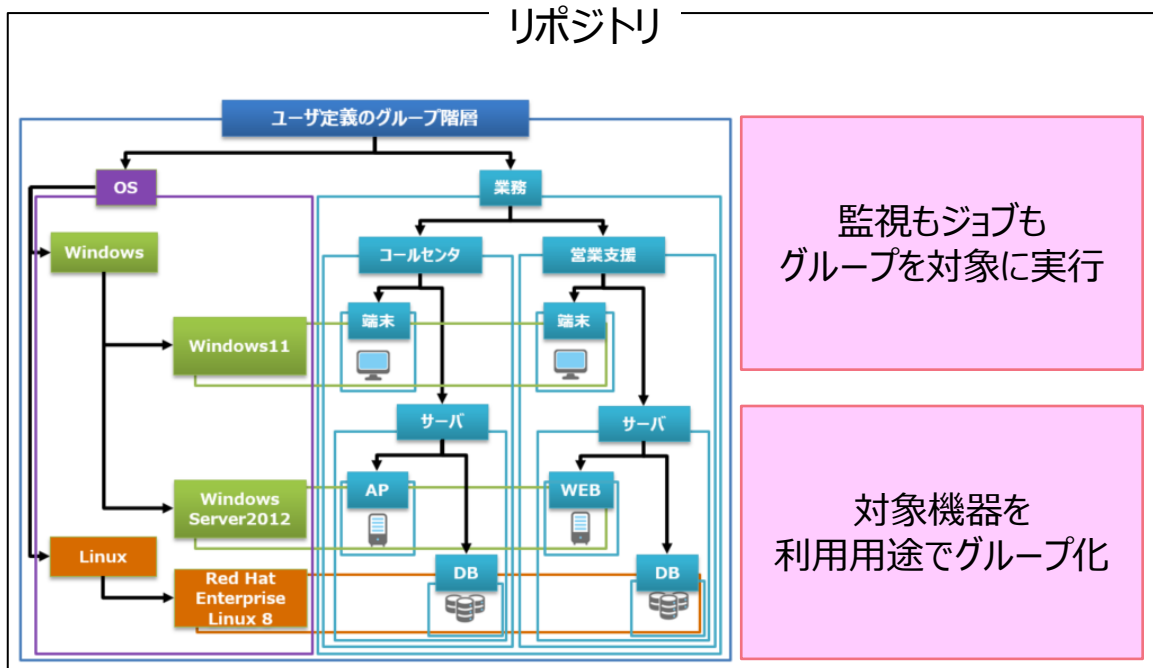 リポジトリ
ユーザ定義のグループ階層
OS
業務
Windows
コールセンタ
営業支援
Windows11
端末
端末
サーバ
サーバ
Windows
Server2012
AP
WEB
Linux
Red Hat
Enterprise
Linux 8
DB
DB
監視もジョブも
グループを対象に実行
対象機器を
利用用途でグループ化